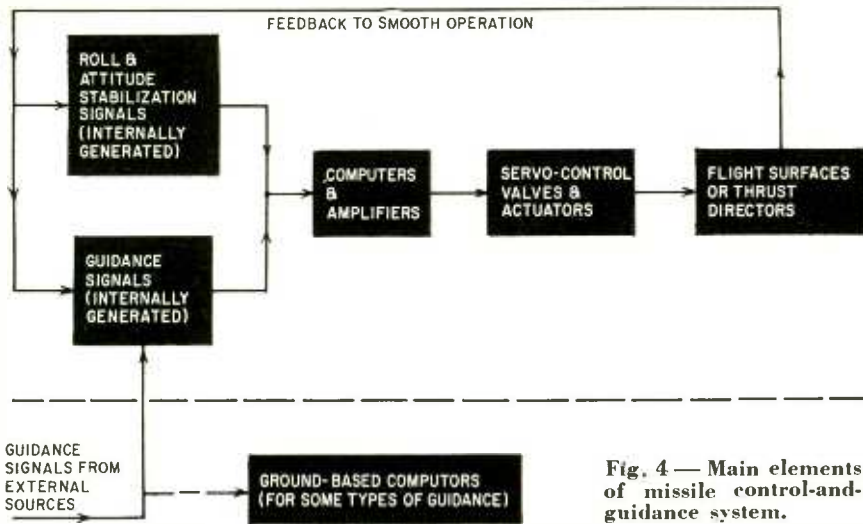 FEEDBACK TO SMOOTH OPERATION
ROLL &
ATTITUDE
STABILIZATION
SIGNALS
(INTERNALLY
GENERATED)
COMPUTERS
&
AMPLIFIERS
SERVO-CONTROL
VALVES &
ACTUATORS
FLIGHT SURFACES
OR THRUST
DIRECTORS
GUIDANCE
SIGNALS
(INTERNALLY
GENERATED)
GUIDANCE
SIGNALS FROM
EXTERNAL
SOURCES
GROUND-BASED COMPUTORS
(FOR SOME TYPES OF GUIDANCE)
Fig. 4 — Main elements
of missile control-and-
guidance system.